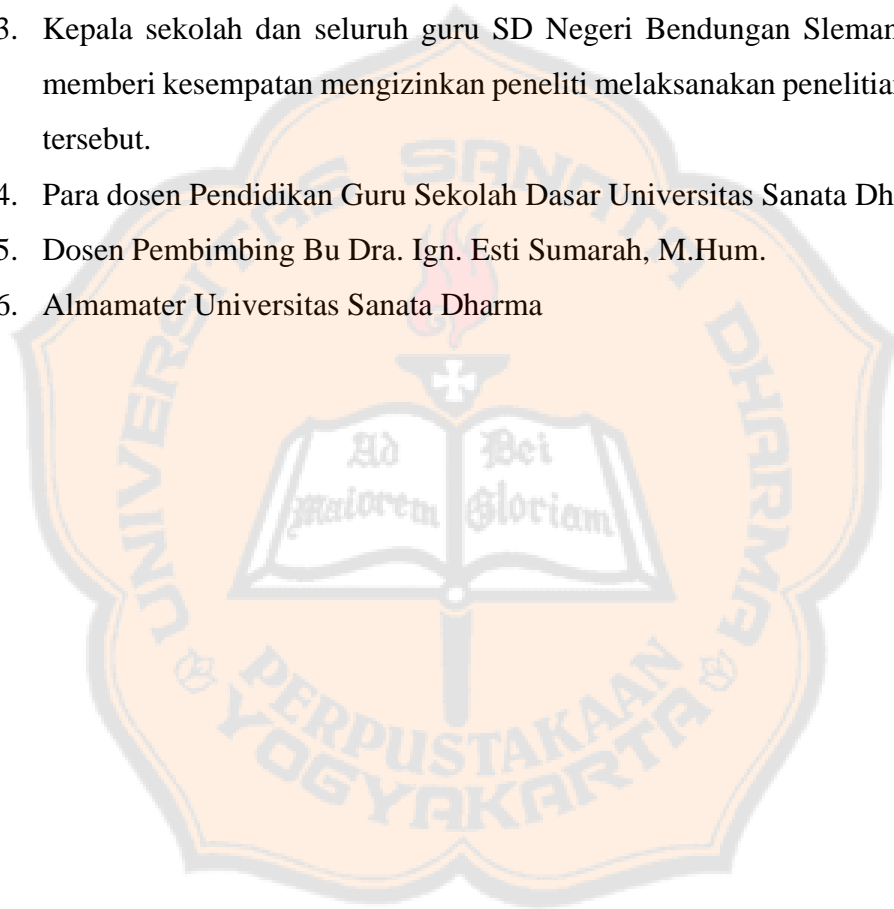 3. Kepala sekolah dan seluruh guru SD Negeri Bendungan Sleman
memberi kesempatan mengizinkan peneliti melaksanakan penelitian
tersebut.
4. Para dosen Pendidikan Guru Sekolah Dasar Universitas Sanata
5. Dosen Pembimbing Bu Dra. Ign. Esti Sumarah, M.Hum.
6. Almamater Universitas Sanata Dharma
UNIVERSITAS SANATA DHARMA
Ad Dei
Maiorem Gloriam
PERPUSTAKAAN
YOGYAKARTA